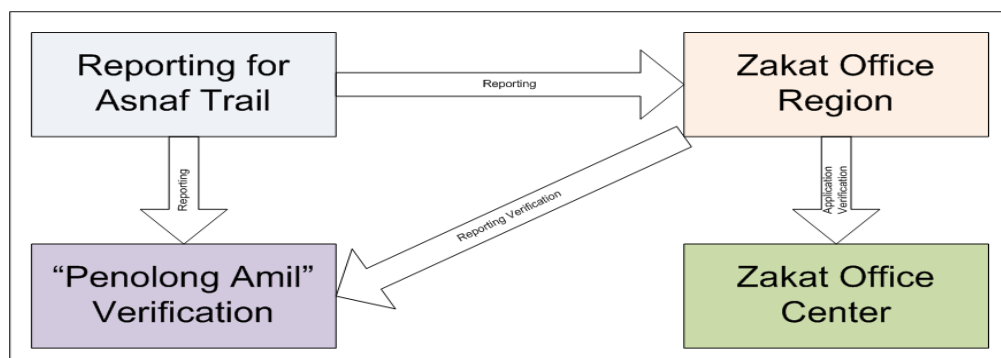 Reporting for
Asnaf Trail
Reporting
Zakat Office
Region
Reporting
Reporting Verification
Application
Verification
“Penolong Amil”
Verification
Zakat Office
Center